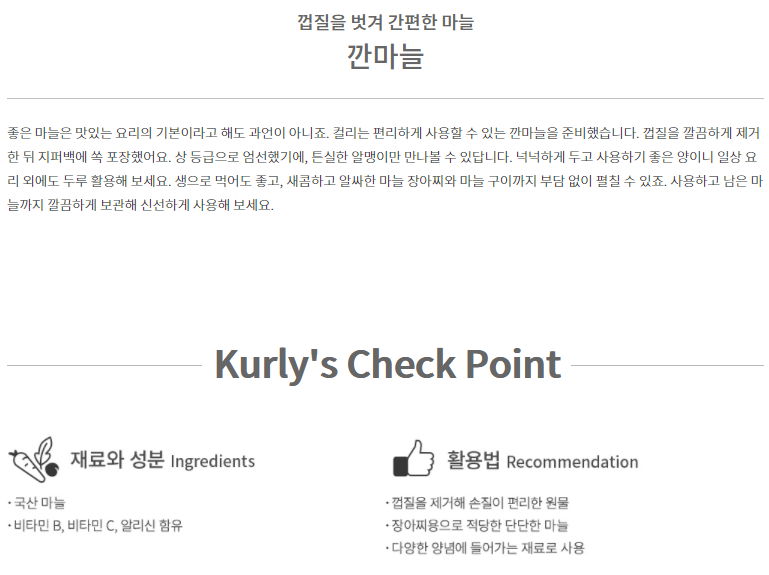 껍질을 벗겨 간편한 마늘
깐마늘
좋은 마늘은 맛있는 요리의 기본이라고 해도 과언이 아니죠. 컬리는 편리하게 사용할 수 있는 깐마늘을 준비했습니다. 껍질을 깔끔하게 제거
한 뒤 지퍼백에 쏙 포장했어요. 상 등급으로 엄선했기에, 튼실한 알맹이만 만나볼 수 있답니다. 넉넉하게 두고 사용하기 좋은 양이니 일상 요
리 외에도 두루 활용해 보세요. 생으로 먹어도 좋고, 새콤하고 알싸한 마늘 장아찌와 마늘 구이까지 부담 없이 펼칠 수 있죠. 사용하고 남은 마
늘까지 깔끔하게 보관해 신선하게 사용해 보세요.
Kurly's Check Point
재료와 성분 Ingredients
· 국산 마늘
· 비타민 B, 비타민 C, 알리신 함유
활용법 Recommendation
· 껍질을 제거해 손질이 편리한 원물
· 장아찌용으로 적당한 단단한 마늘
· 다양한 양념에 들어가는 재료로 사용